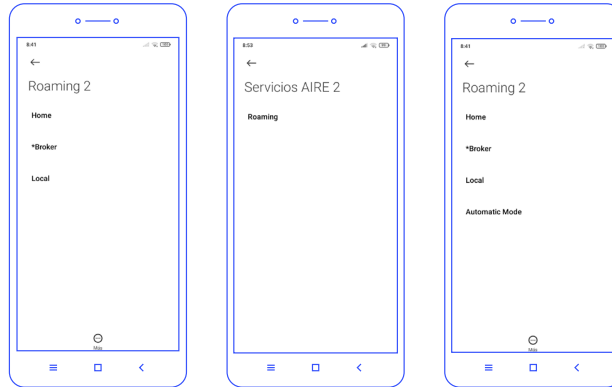 8:41
Roaming 2
Home
*Broker
Local
Más
8:53
Servicios AIRE 2
Roaming
8:41
Roaming 2
Home
*Broker
Local
Automatic Mode
Más